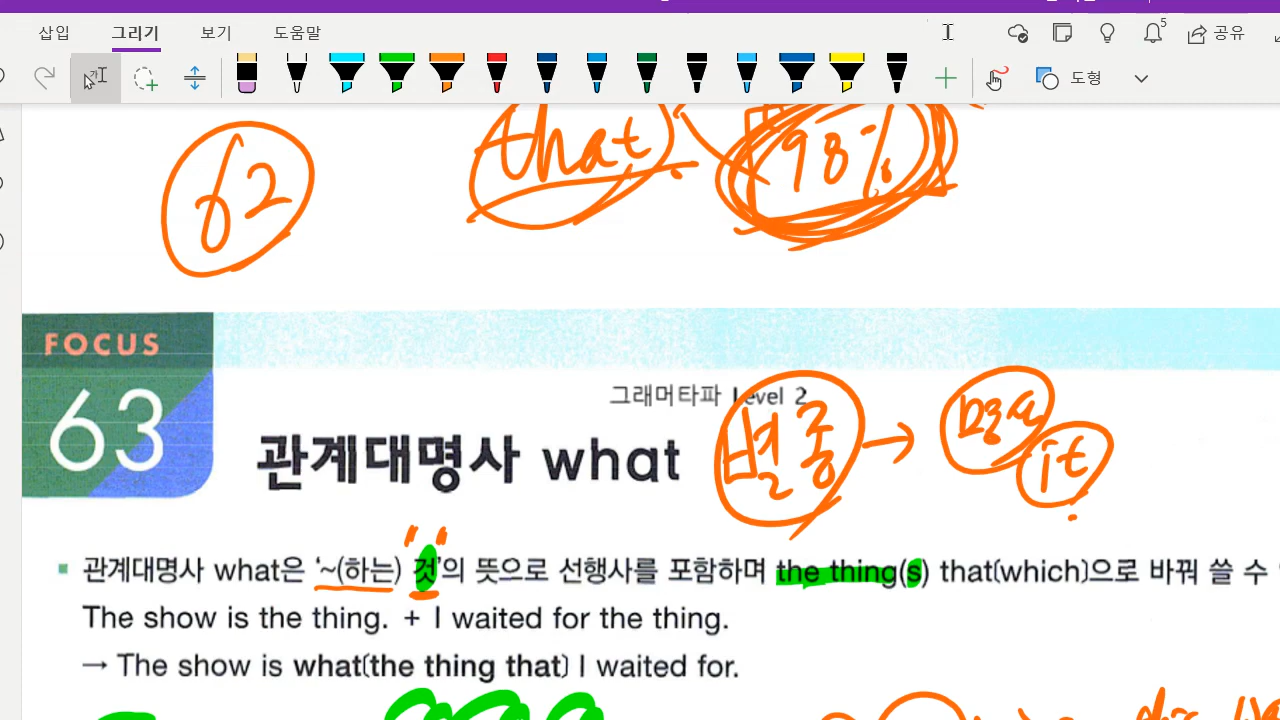 삽입 그리기 보기 도움말 5 공유
도형
62 that 98%
FOCUS
63
그래머타파 Level 2
관계대명사 what 별종 → 명사 it
관계대명사 what은 '~(하는) 것'의 뜻으로 선행사를 포함하며 the thing(s) that(which)으로 바꿔 쓸 수
The show is the thing. + I waited for the thing.
→ The show is what(the thing that) I waited for.